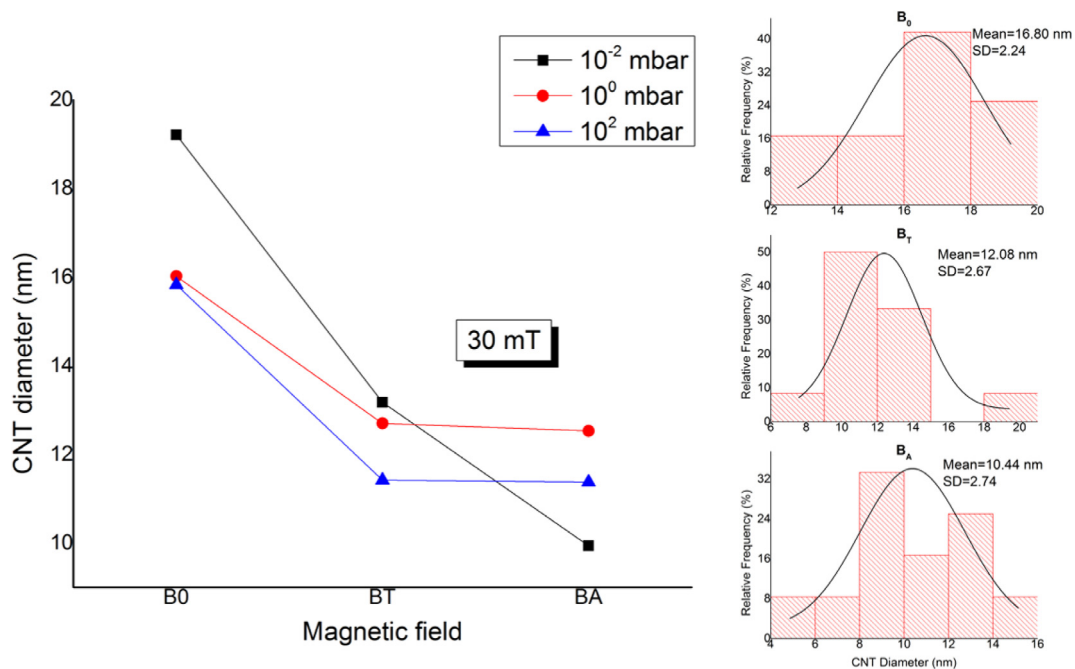 10⁻² mbar
10⁰ mbar
10² mbar
20
18
16
14
12
10
CNT diameter (nm)
30 mT
B0 BT BA
Magnetic field
B₀
Mean=16.80 nm
SD=2.24
40
32
24
16
8
0
Relative Frequency (%)
12 14 16 18 20
B_T
Mean=12.08 nm
SD=2.67
50
40
30
20
10
0
Relative Frequency (%)
6 8 10 12 14 16 18 20
B_A
Mean=10.44 nm
SD=2.74
32
24
16
8
0
Relative Frequency (%)
4 6 8 10 12 14 16
CNT Diameter (nm)